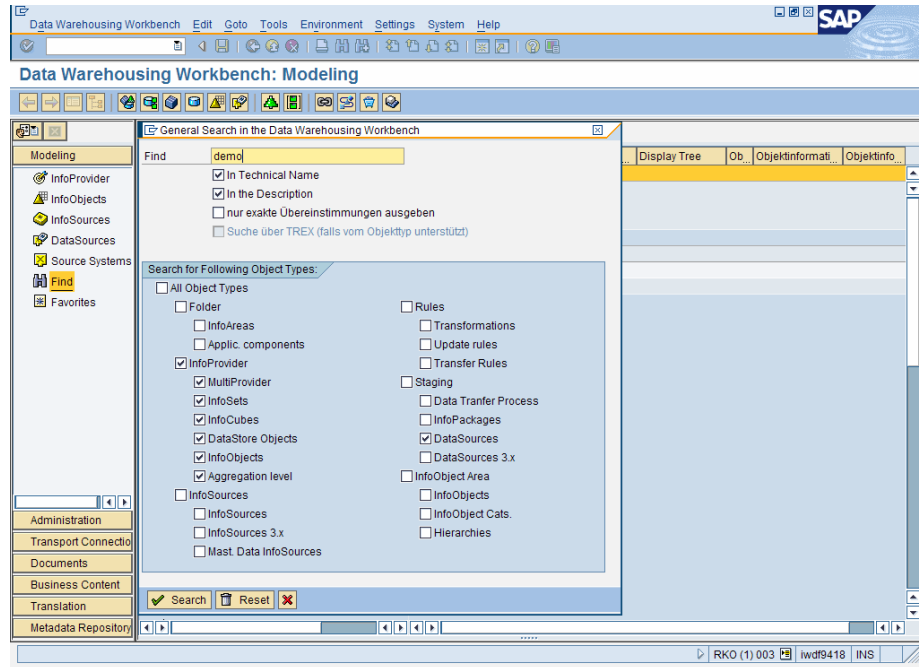 Data Warehousing Workbench Edit Goto Tools Environment Settings System Help
SAP
Data Warehousing Workbench: Modeling
General Search in the Data Warehousing Workbench
Modeling
Find demo
Display Tree Ob... Objektinformati... Objektinfo...
InfoProvider
In Technical Name
InfoObjects
In the Description
InfoSources
nur exakte Übereinstimmungen ausgeben
DataSources
Suche über TREX (falls vom Objekttyp unterstützt)
Source Systems
Find
Favorites
Search for Following Object Types:
All Object Types
Folder
Rules
InfoAreas
Transformations
Applic. components
Update rules
InfoProvider
Transfer Rules
MultiProvider
Staging
InfoSets
Data Tranfer Process
InfoCubes
InfoPackages
DataStore Objects
DataSources
InfoObjects
DataSources 3.x
Aggregation level
InfoObject Area
InfoSources
InfoObjects
InfoSources
InfoObject Cats.
InfoSources 3.x
Hierarchies
Mast. Data InfoSources
Administration
Transport Connectio
Documents
Business Content
Translation
Metadata Repository
Search Reset
RKO (1) 003 iwdf9418 INS